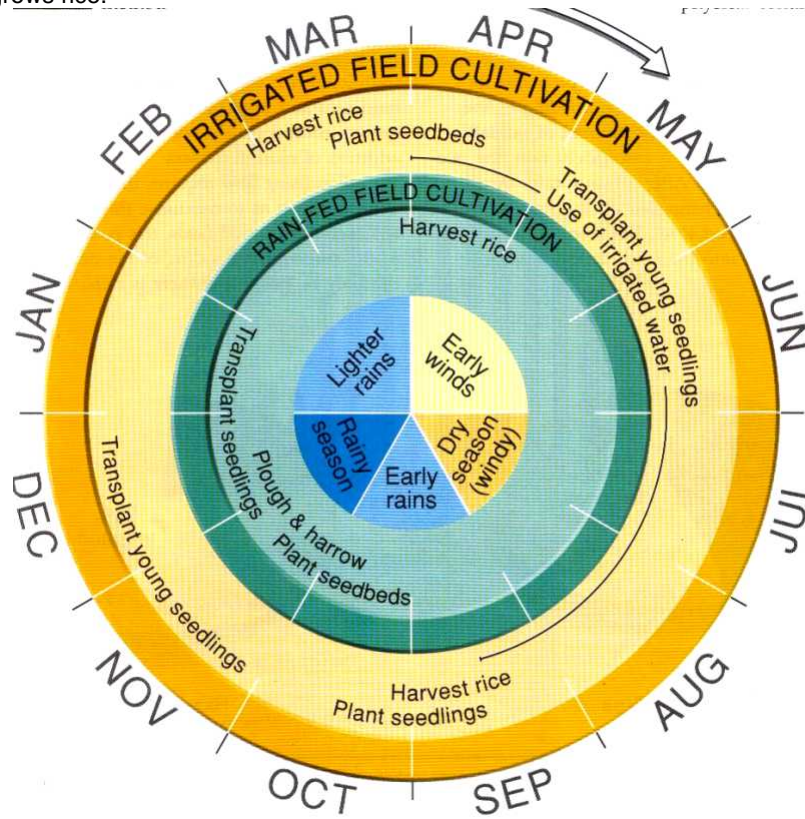 grows rice.
MAR
APR
FEB
MAY
JAN
JUN
DEC
JUL
NOV
AUG
OCT
SEP
IRRIGATED FIELD CULTIVATION
Harvest rice
Plant seedbeds
Transplant young seedlings
Use of irrigated water
Harvest rice
Plant seedlings
Transplant young seedlings
RAIN-FED FIELD CULTIVATION
Harvest rice
Transplant seedlings
Plough & harrow
Plant seedbeds
Lighter
rains
Early
winds
Rainy
season
Early
rains
Dry
season
(windy)